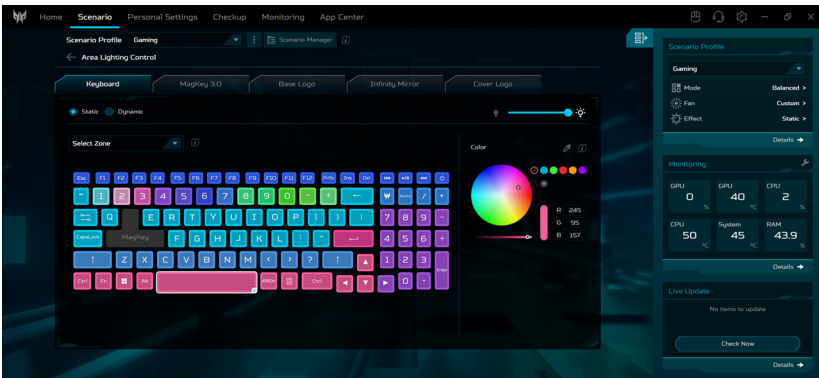 Home Scenario Personal Settings Checkup Monitoring App Center
Scenario Profile Gaming Scenario Manager
Area Lighting Control
Keyboard MagKey 3.0 Base Logo Infinity Mirror Cover Logo
Static Dynamic
Select Zone
Esc F1 F2 F3 F4 F5 F6 F7 F8 F9 F10 F11 F12 PrtSc Ins Del
~ 1 2 3 4 5 6 7 8 9 0 - + ← NumLk / *
Q E R T Y U I O P ( ) | 7 8 9 -
CapsLock MagKey F G H J K L : " 4 5 6 +
↑ Z X C V B N M < > ? ↑ ▲ 1 2 3 Enter
Ctrl Fn Alt AltGr Ctrl ◄ ▼ ► 0 .
Color
R 245
G 95
B 157
Scenario Profile
Gaming
Mode Balanced >
Fan Custom >
Effect Static >
Details →
Monitoring
GPU GPU CPU
0 % 40 °C 2 %
CPU System RAM
50 °C 45 °C 43.9 %
Details →
Live Update
No items to update
Check Now
Details →